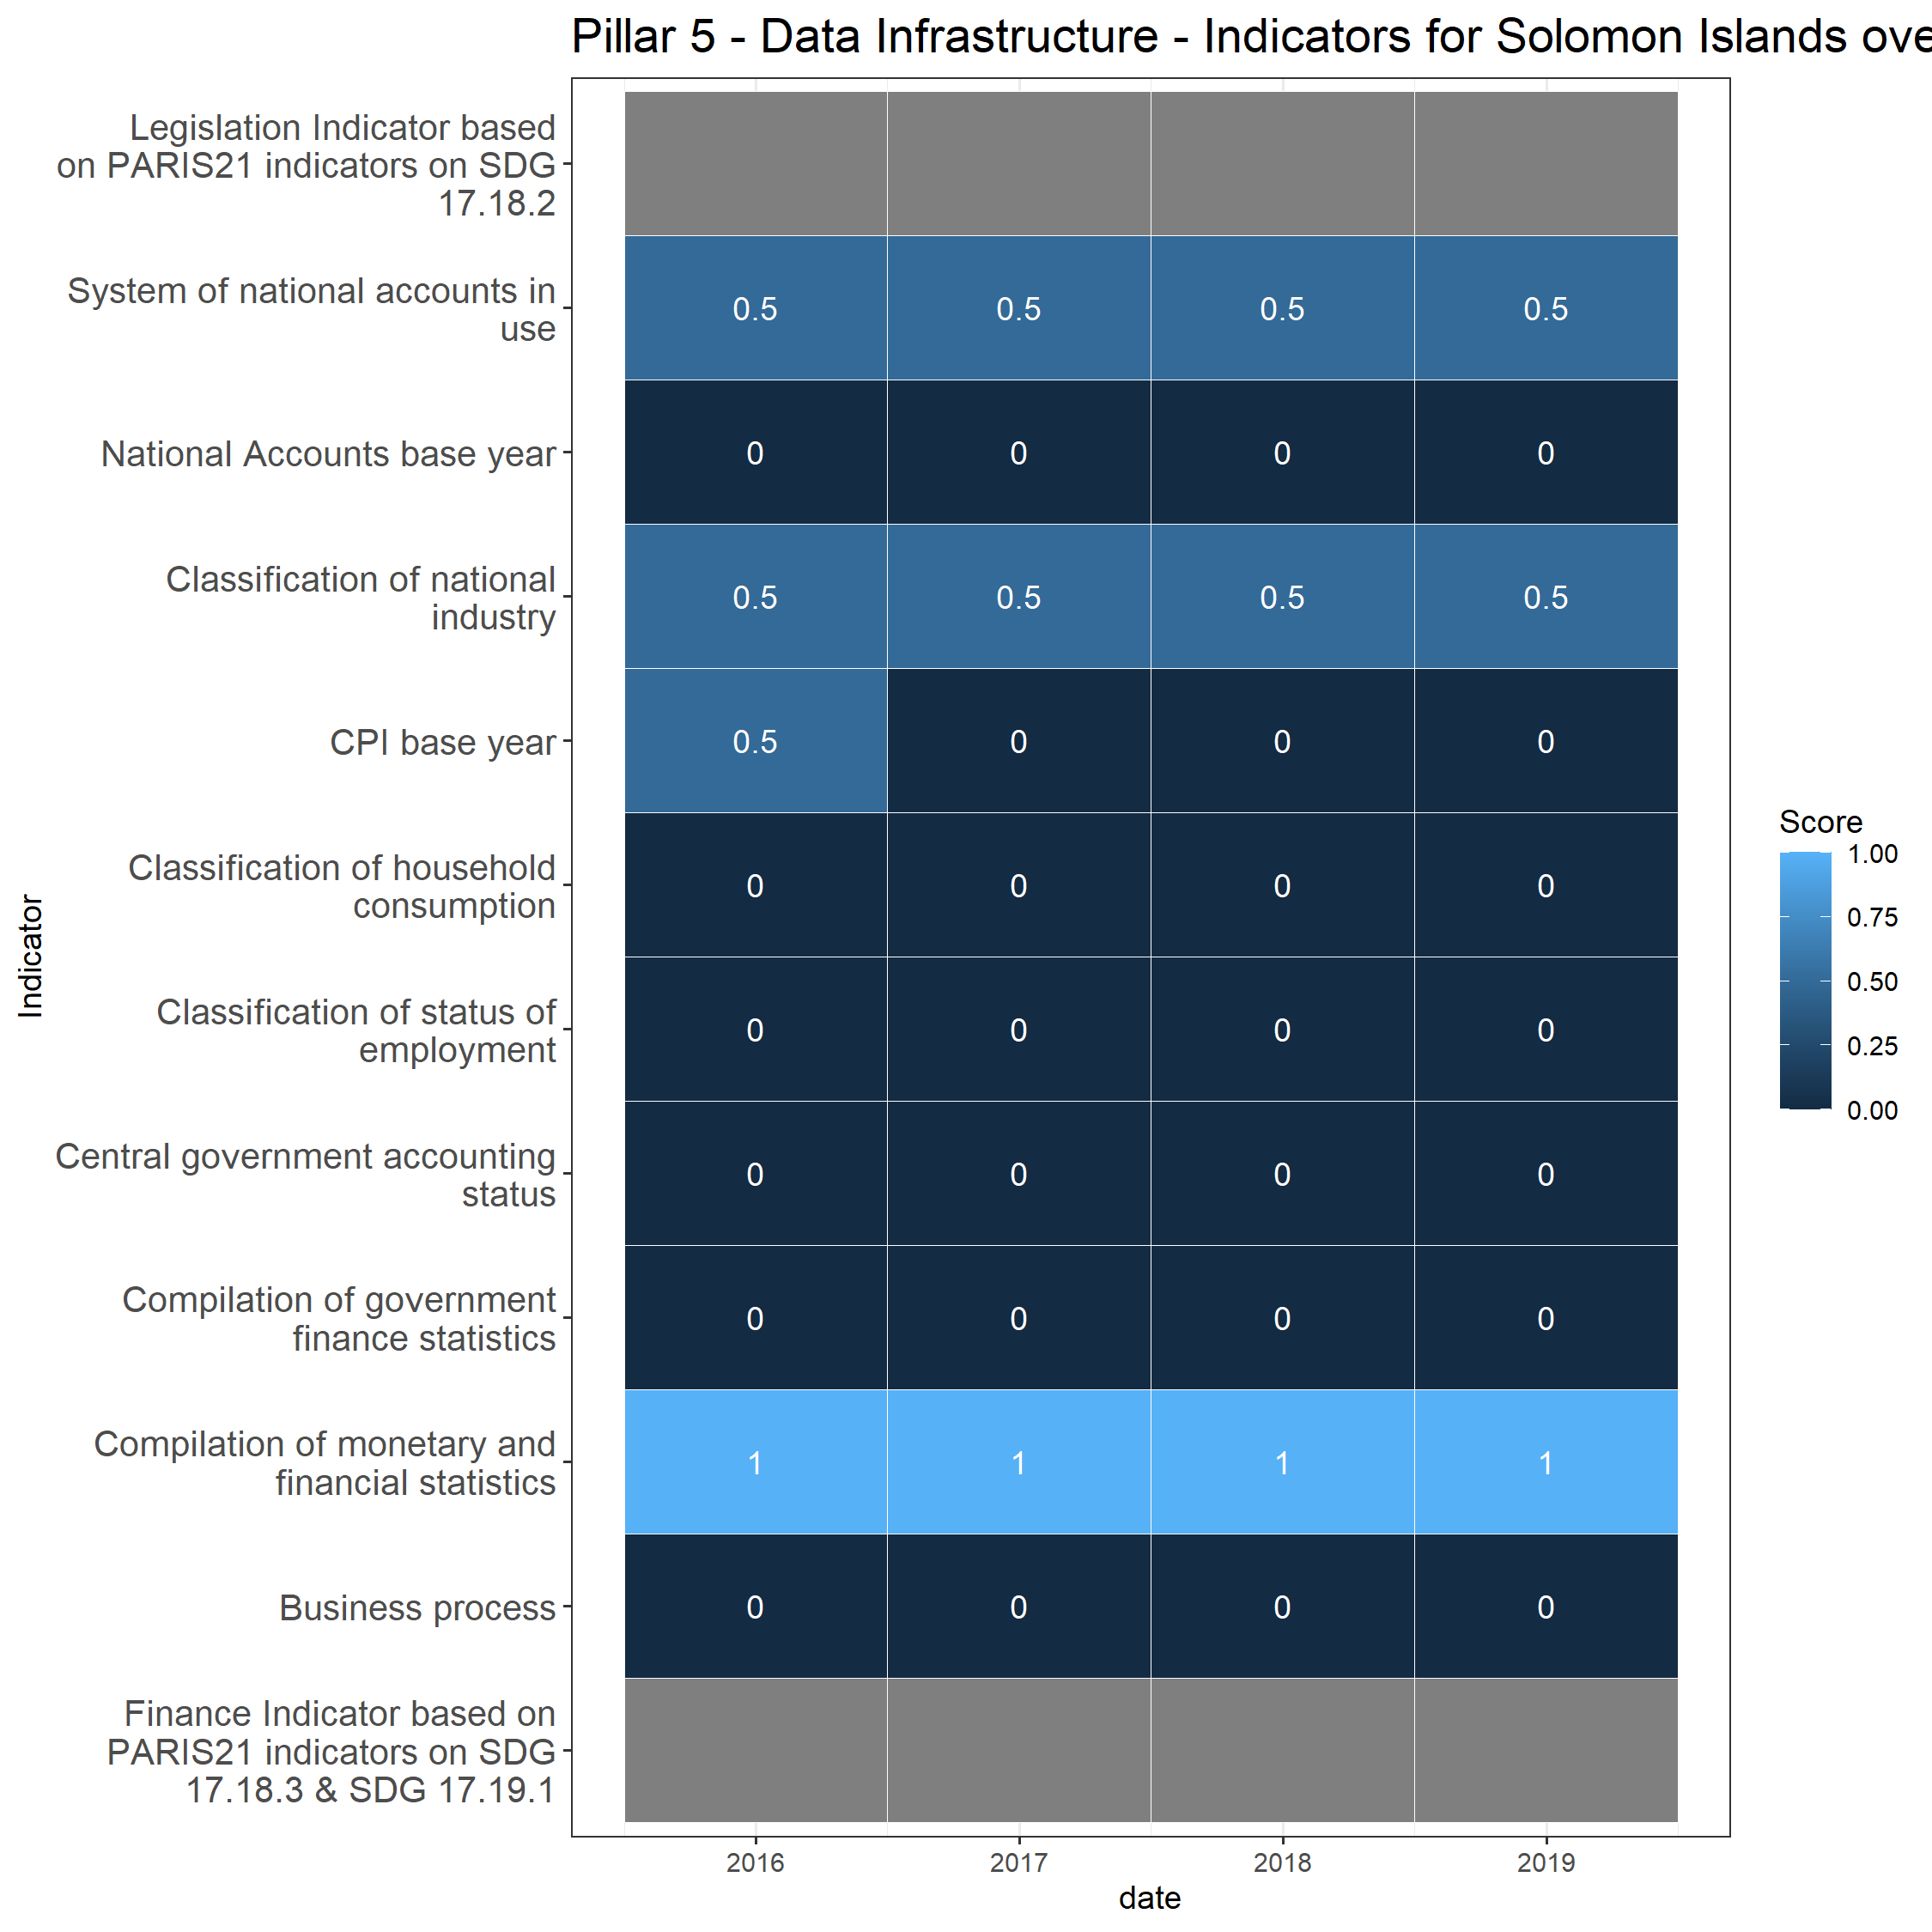 Pillar 5 - Data Infrastructure - Indicators for Solomon Islands ove
Legislation Indicator based
on PARIS21 indicators on SDG
17.18.2
System of national accounts in
use
0.5 0.5 0.5 0.5
National Accounts base year
0 0 0 0
Classification of national
industry
0.5 0.5 0.5 0.5
CPI base year
0.5 0 0 0
Classification of household
consumption
0 0 0 0
Classification of status of
employment
0 0 0 0
Central government accounting
status
0 0 0 0
Compilation of government
finance statistics
0 0 0 0
Compilation of monetary and
financial statistics
1 1 1 1
Business process
0 0 0 0
Finance Indicator based on
PARIS21 indicators on SDG
17.18.3 & SDG 17.19.1
2016 2017 2018 2019
date
Indicator
Score
1.00
0.75
0.50
0.25
0.00